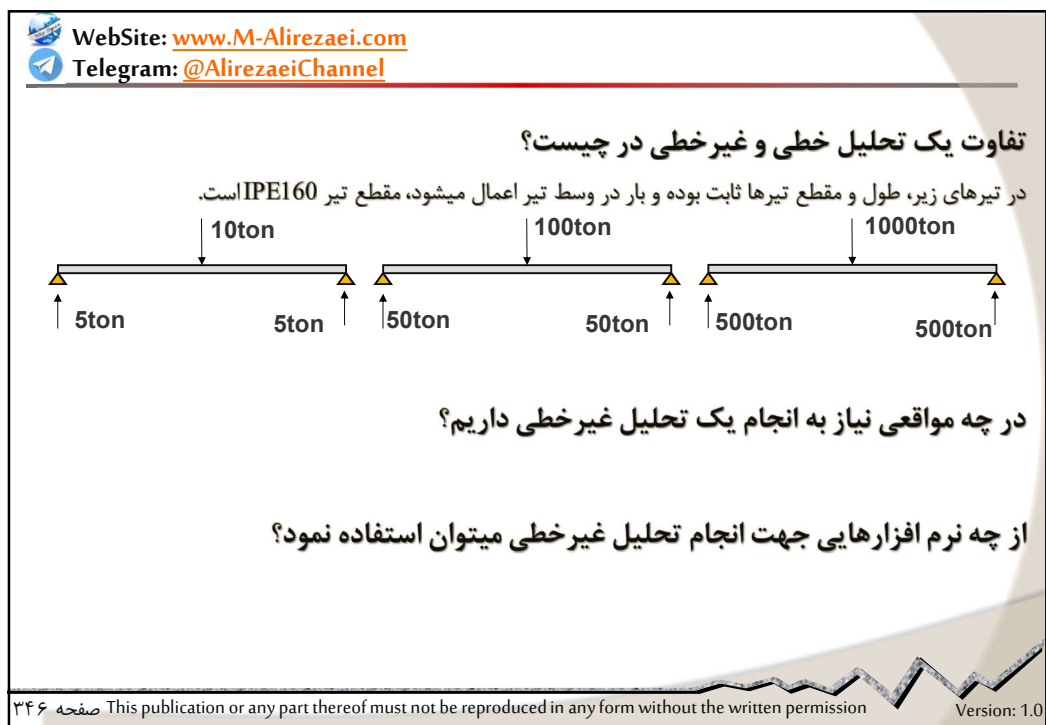 WebSite: www.M-Alirezaei.com
Telegram: @AlirezaeiChannel
تفاوت یک تحلیل خطی و غیرخطی در چیست؟
در تیرهای زیر، طول و مقطع تیرها ثابت بوده و بار در وسط تیر اعمال میشود، مقطع تیر IPE160 است.
10ton 100ton 1000ton
5ton 5ton 50ton 50ton 500ton 500ton
در چه مواقعی نیاز به انجام یک تحلیل غیرخطی داریم؟
از چه نرم افزارهایی جهت انجام تحلیل غیرخطی میتوان استفاده نمود؟
صفحه ۳۴۶ This publication or any part thereof must not be reproduced in any form without the written permission Version: 1.0